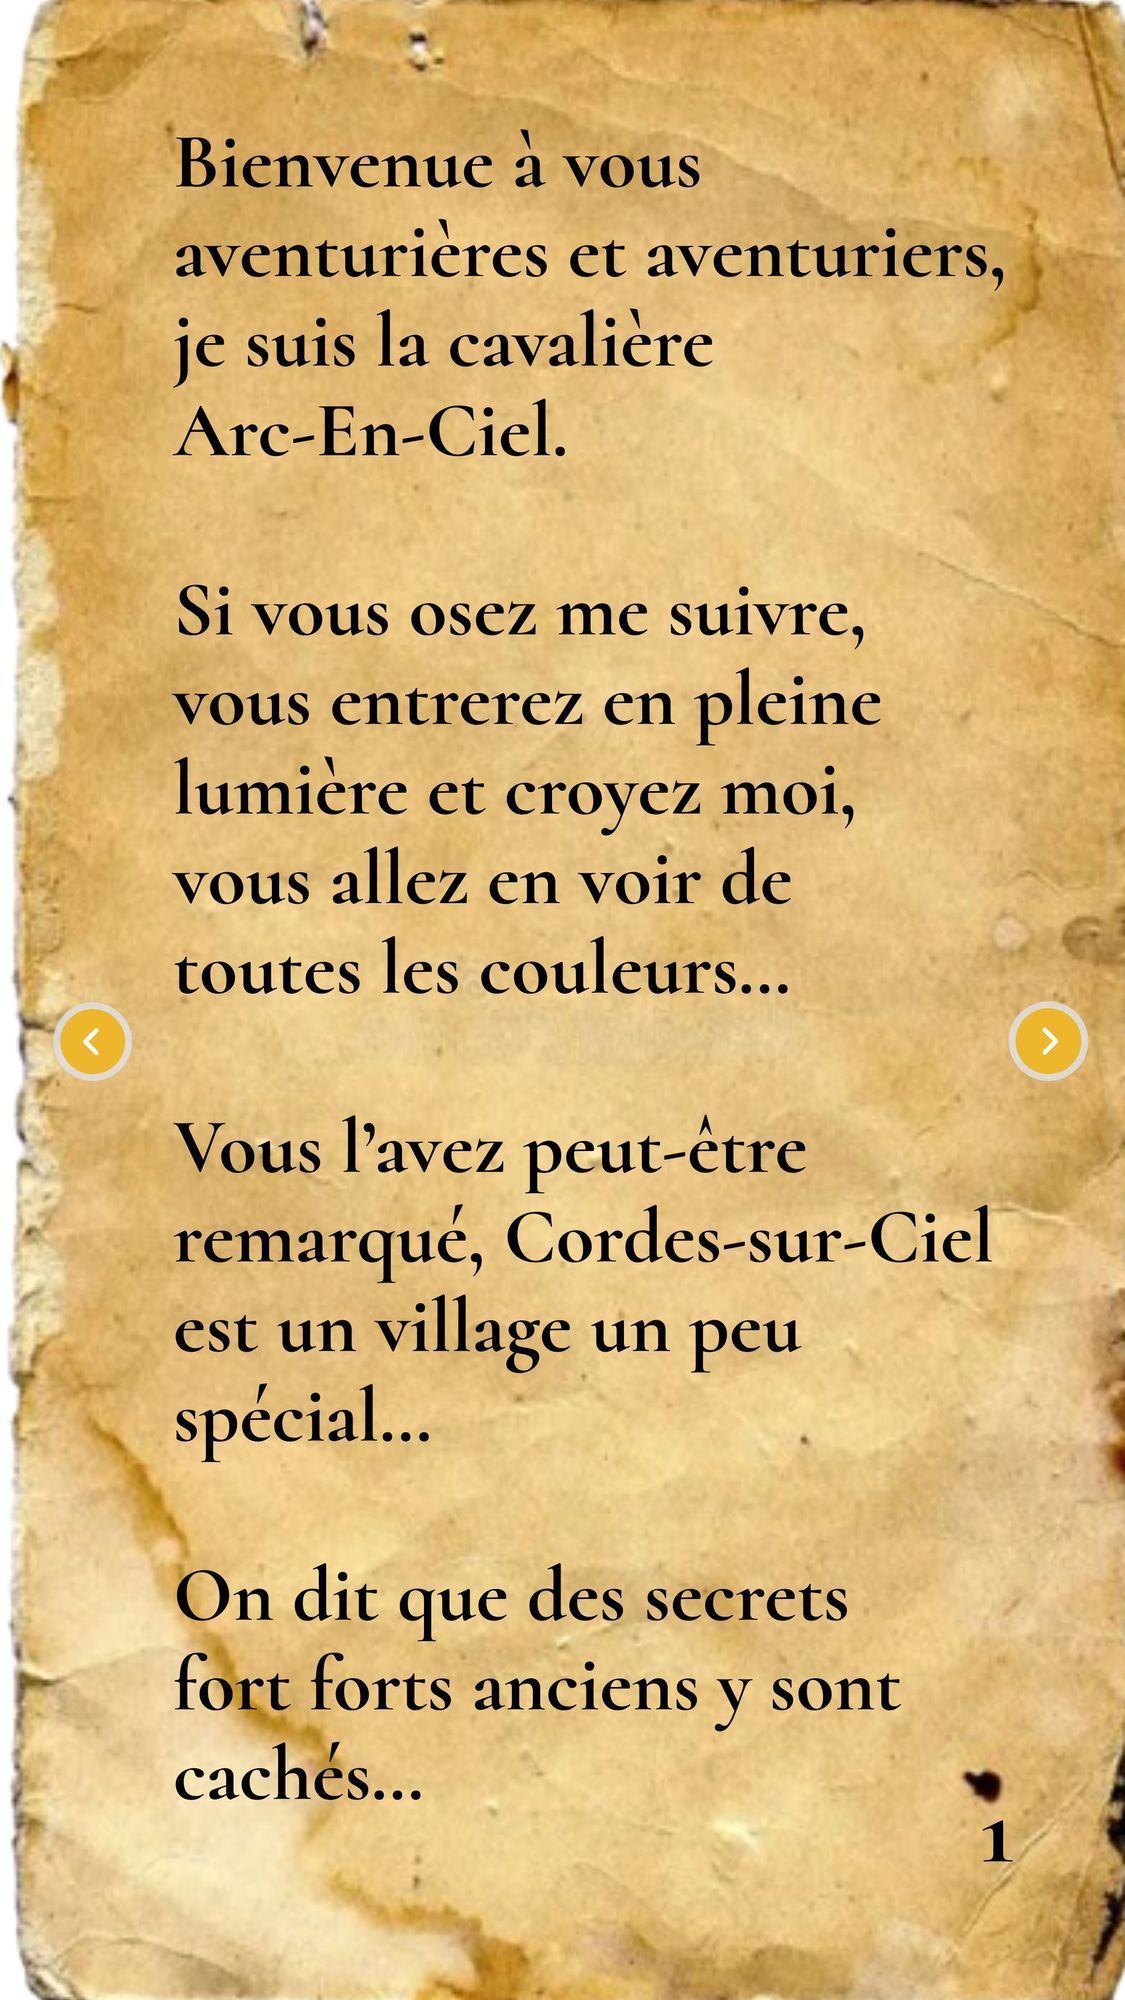 Bienvenue à vous
aventurières et aventuriers,
je suis la cavalière
Arc-En-Ciel.
Si vous osez me suivre,
vous entrerez en pleine
lumière et croyez moi,
vous allez en voir de
toutes les couleurs...
Vous l’avez peut-être
remarqué, Cordes-sur-Ciel
est un village un peu
spécial...
On dit que des secrets
fort forts anciens y sont
cachés...
1